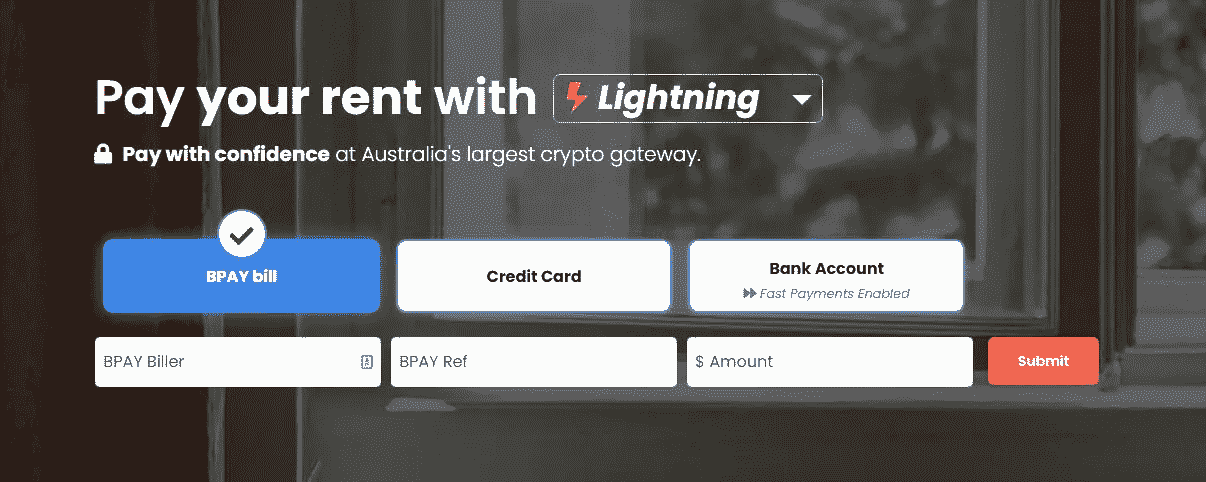 Pay your rent with Lightning
Pay with confidence at Australia's largest crypto gateway.
BPAY bill
Credit Card
Bank Account
Fast Payments Enabled
BPAY Biller
BPAY Ref
$ Amount
Submit